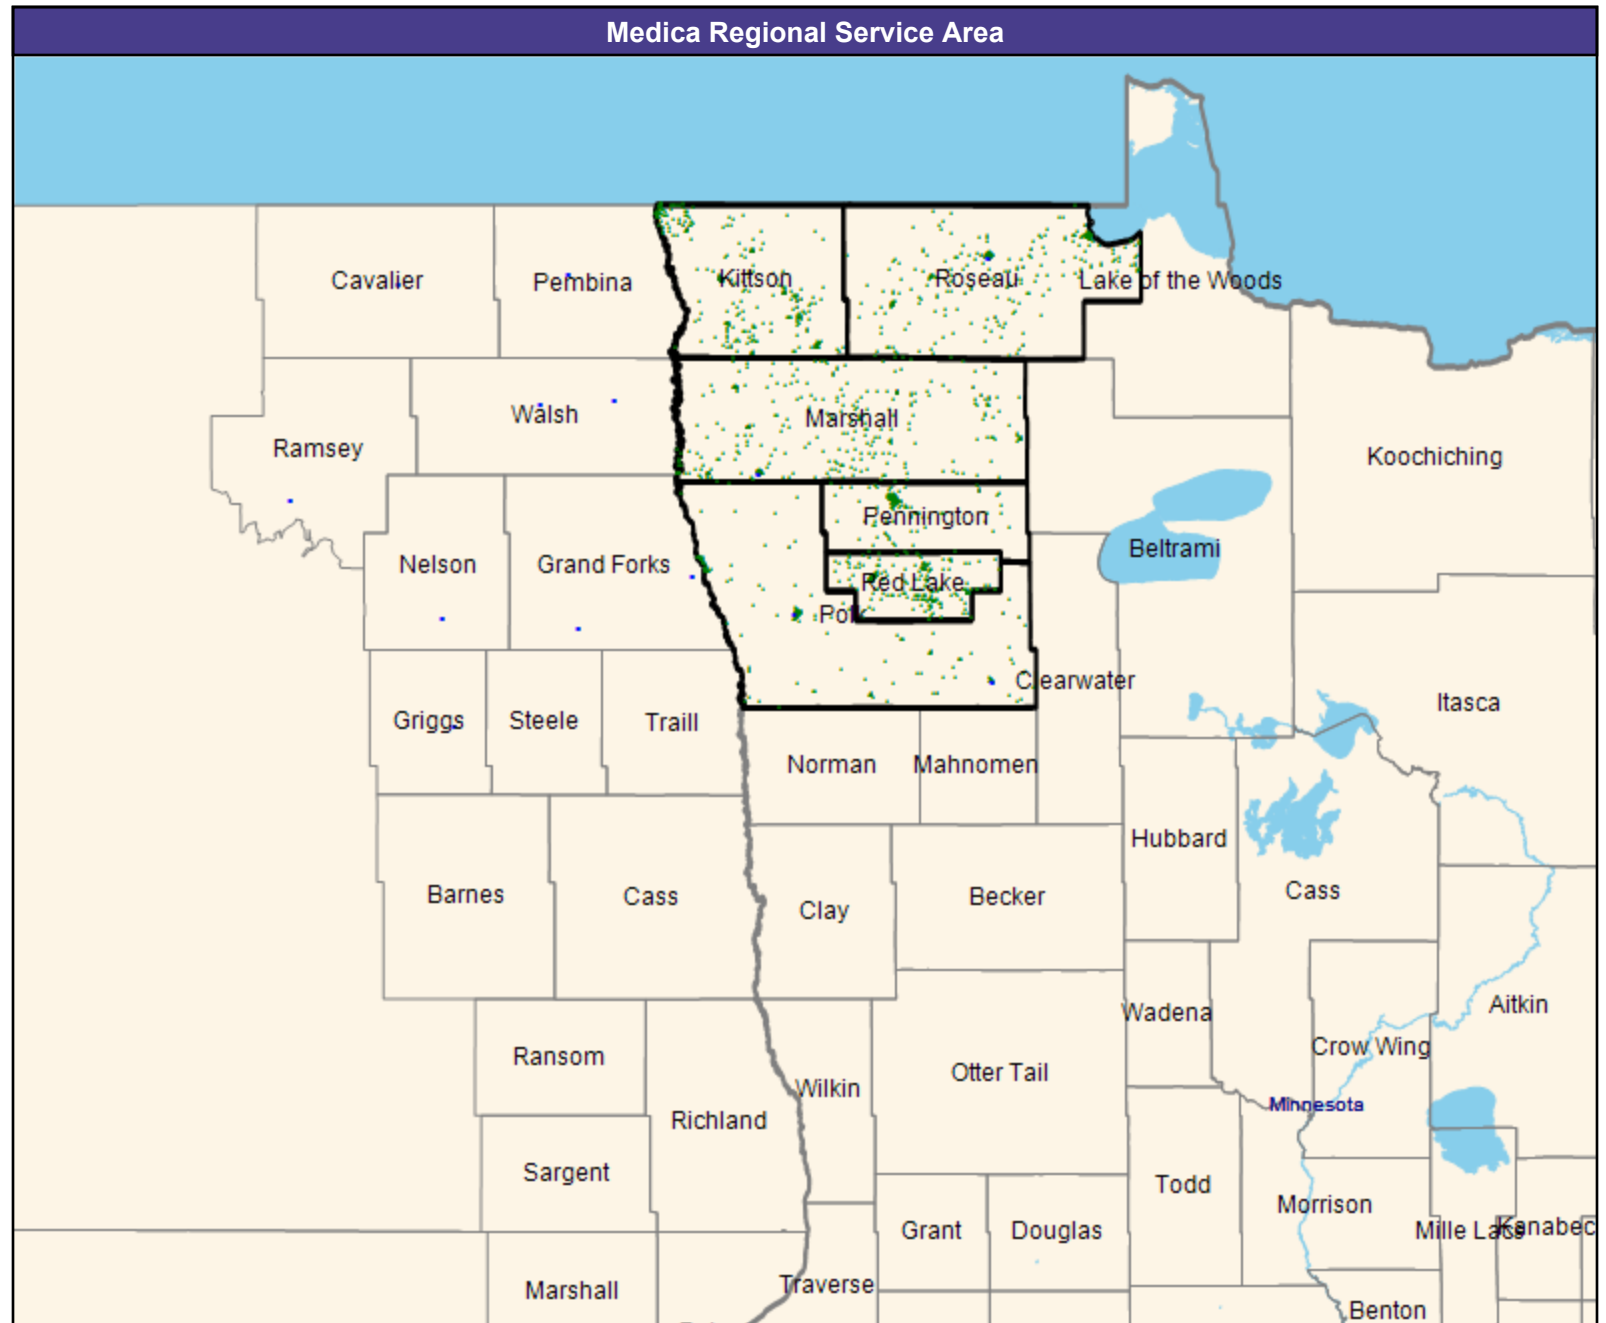 Medica Regional Service Area
Cavalier
Pembina
Kittson
Roseau
Lake of the Woods
Walsh
Marshall
Ramsey
Koochiching
Pennington
Beltrami
Nelson
Grand Forks
Red Lake
Polk
Clearwater
Itasca
Griggs
Steele
Traill
Norman
Mahnomen
Hubbard
Barnes
Cass
Clay
Becker
Cass
Wadena
Aitkin
Ransom
Otter Tail
Crow Wing
Wilkin
Minnesota
Richland
Sargent
Todd
Morrison
Grant
Douglas
Mille Lacs
Kanabec
Marshall
Traverse
Benton